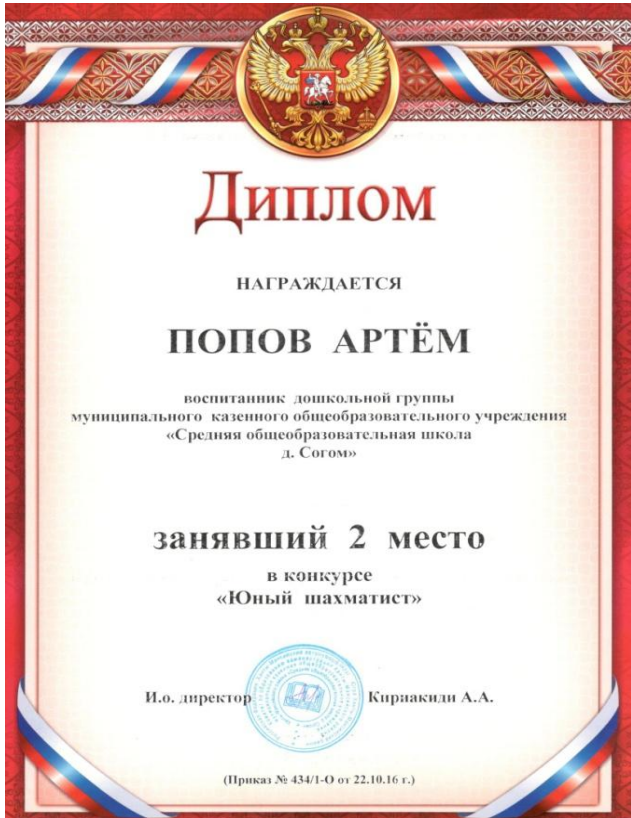 Диплом
НАГРАЖДАЕТСЯ
ПОПОВ АРТЁМ
воспитанник дошкольной группы
муниципального казенного общеобразовательного учреждения
«Средняя общеобразовательная школа
д. Согом»
занявший 2 место
в конкурсе
«Юный шахматист»
И.о. директор Кириакиди А.А.
(Приказ № 434/1-О от 22.10.16 г.)